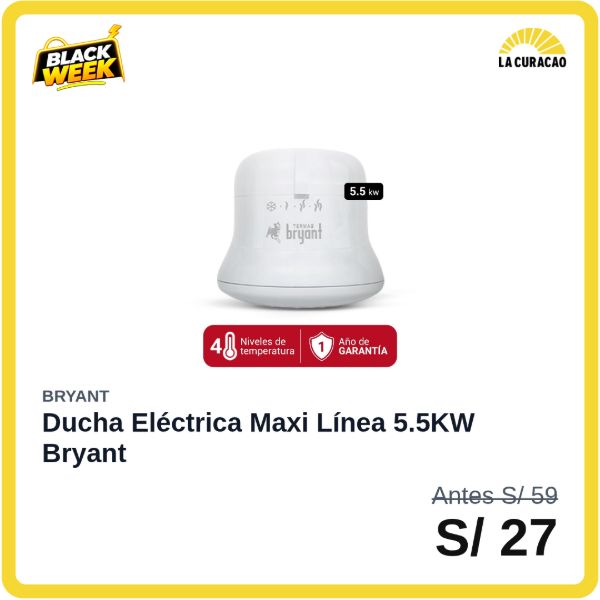 BLACK
WEEK
LA CURACAO
5.5 kw
TERMAS
bryant
4 Niveles de
temperatura
1 Año de
GARANTÍA
BRYANT
Ducha Eléctrica Maxi Línea 5.5KW
Bryant
Antes S/ 59
S/ 27